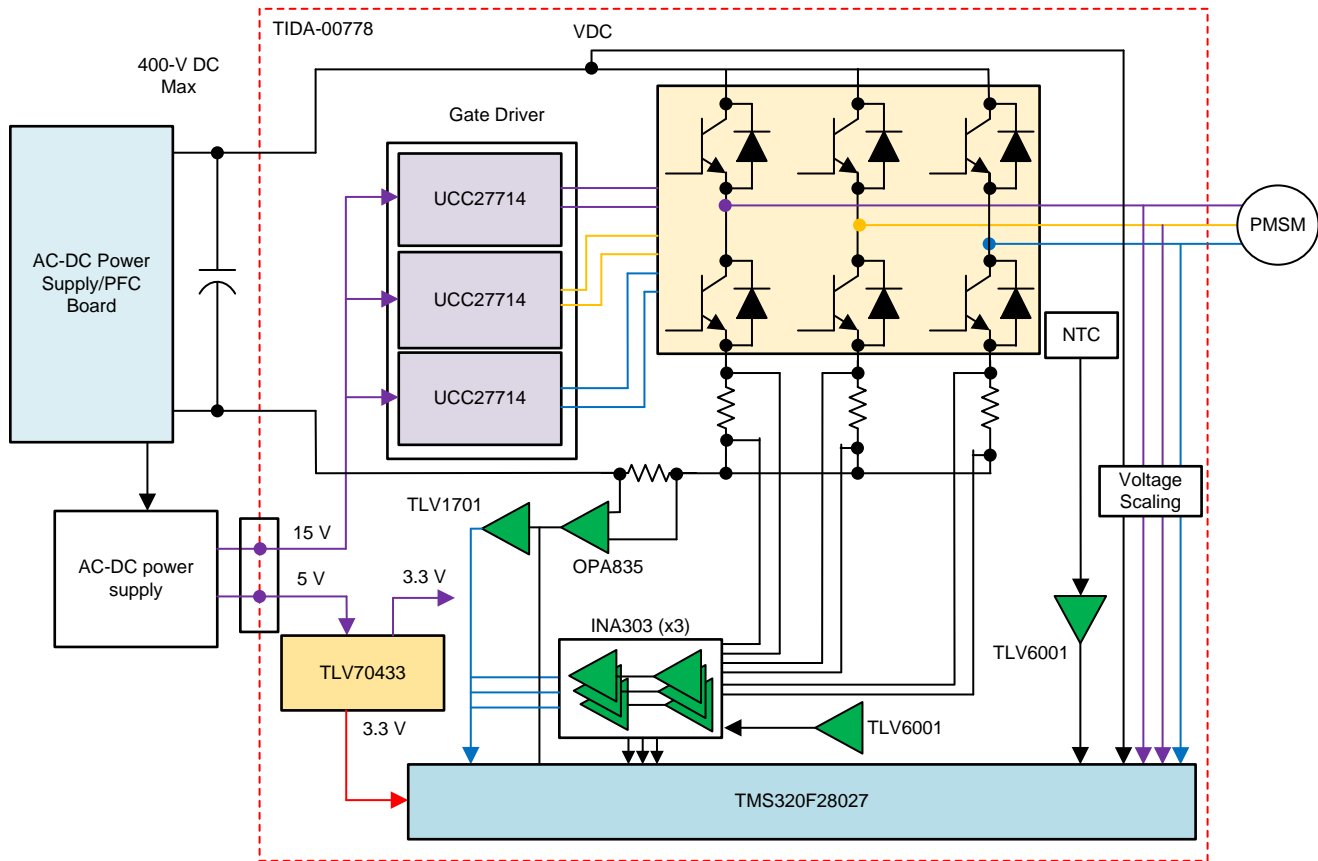 TIDA-00778
VDC
400-V DC
Max
Gate Driver
AC-DC Power
Supply/PFC
Board
UCC27714
UCC27714
UCC27714
PMSM
NTC
Voltage
Scaling
TLV1701
OPA835
AC-DC power
supply
15 V
5 V
3.3 V
TLV70433
3.3 V
INA303 (x3)
TLV6001
TLV6001
TMS320F28027